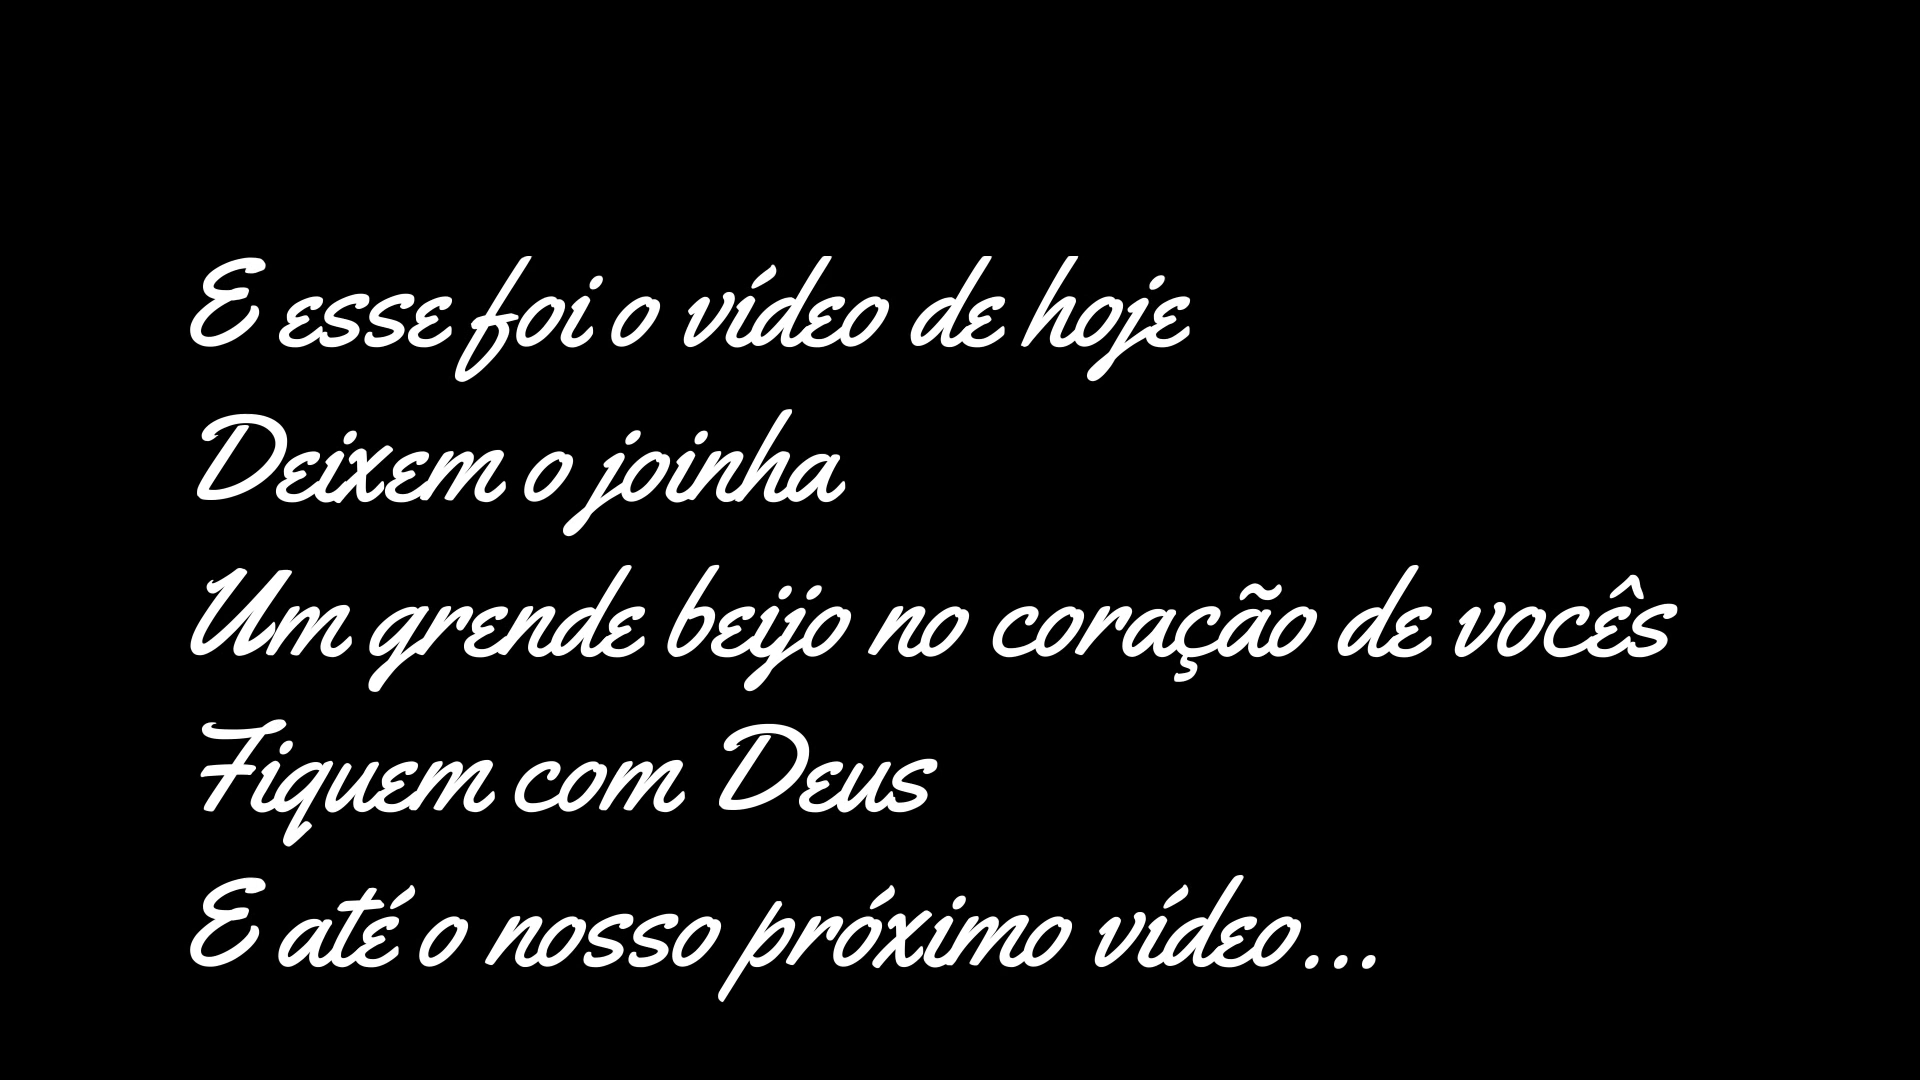 E esse foi o vídeo de hoje
Deixem o joinha
Um grende beijo no coração de vocês
Fiquem com Deus
E até o nosso próximo vídeo...